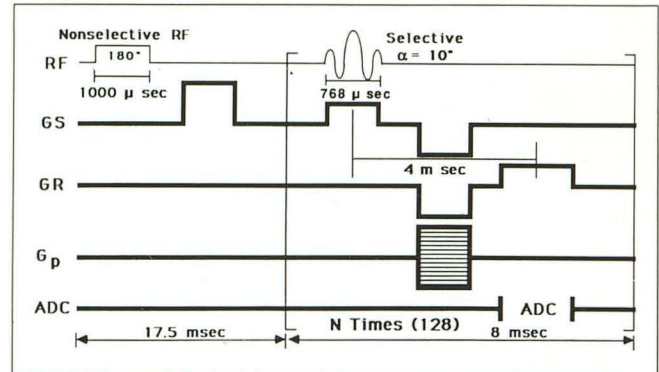 Nonselective RF
Selective
RF
180°
α = 10°
1000 µ sec
768 µ sec
GS
4 m sec
GR
Gp
ADC
ADC
N Times (128)
17.5 msec
8 msec